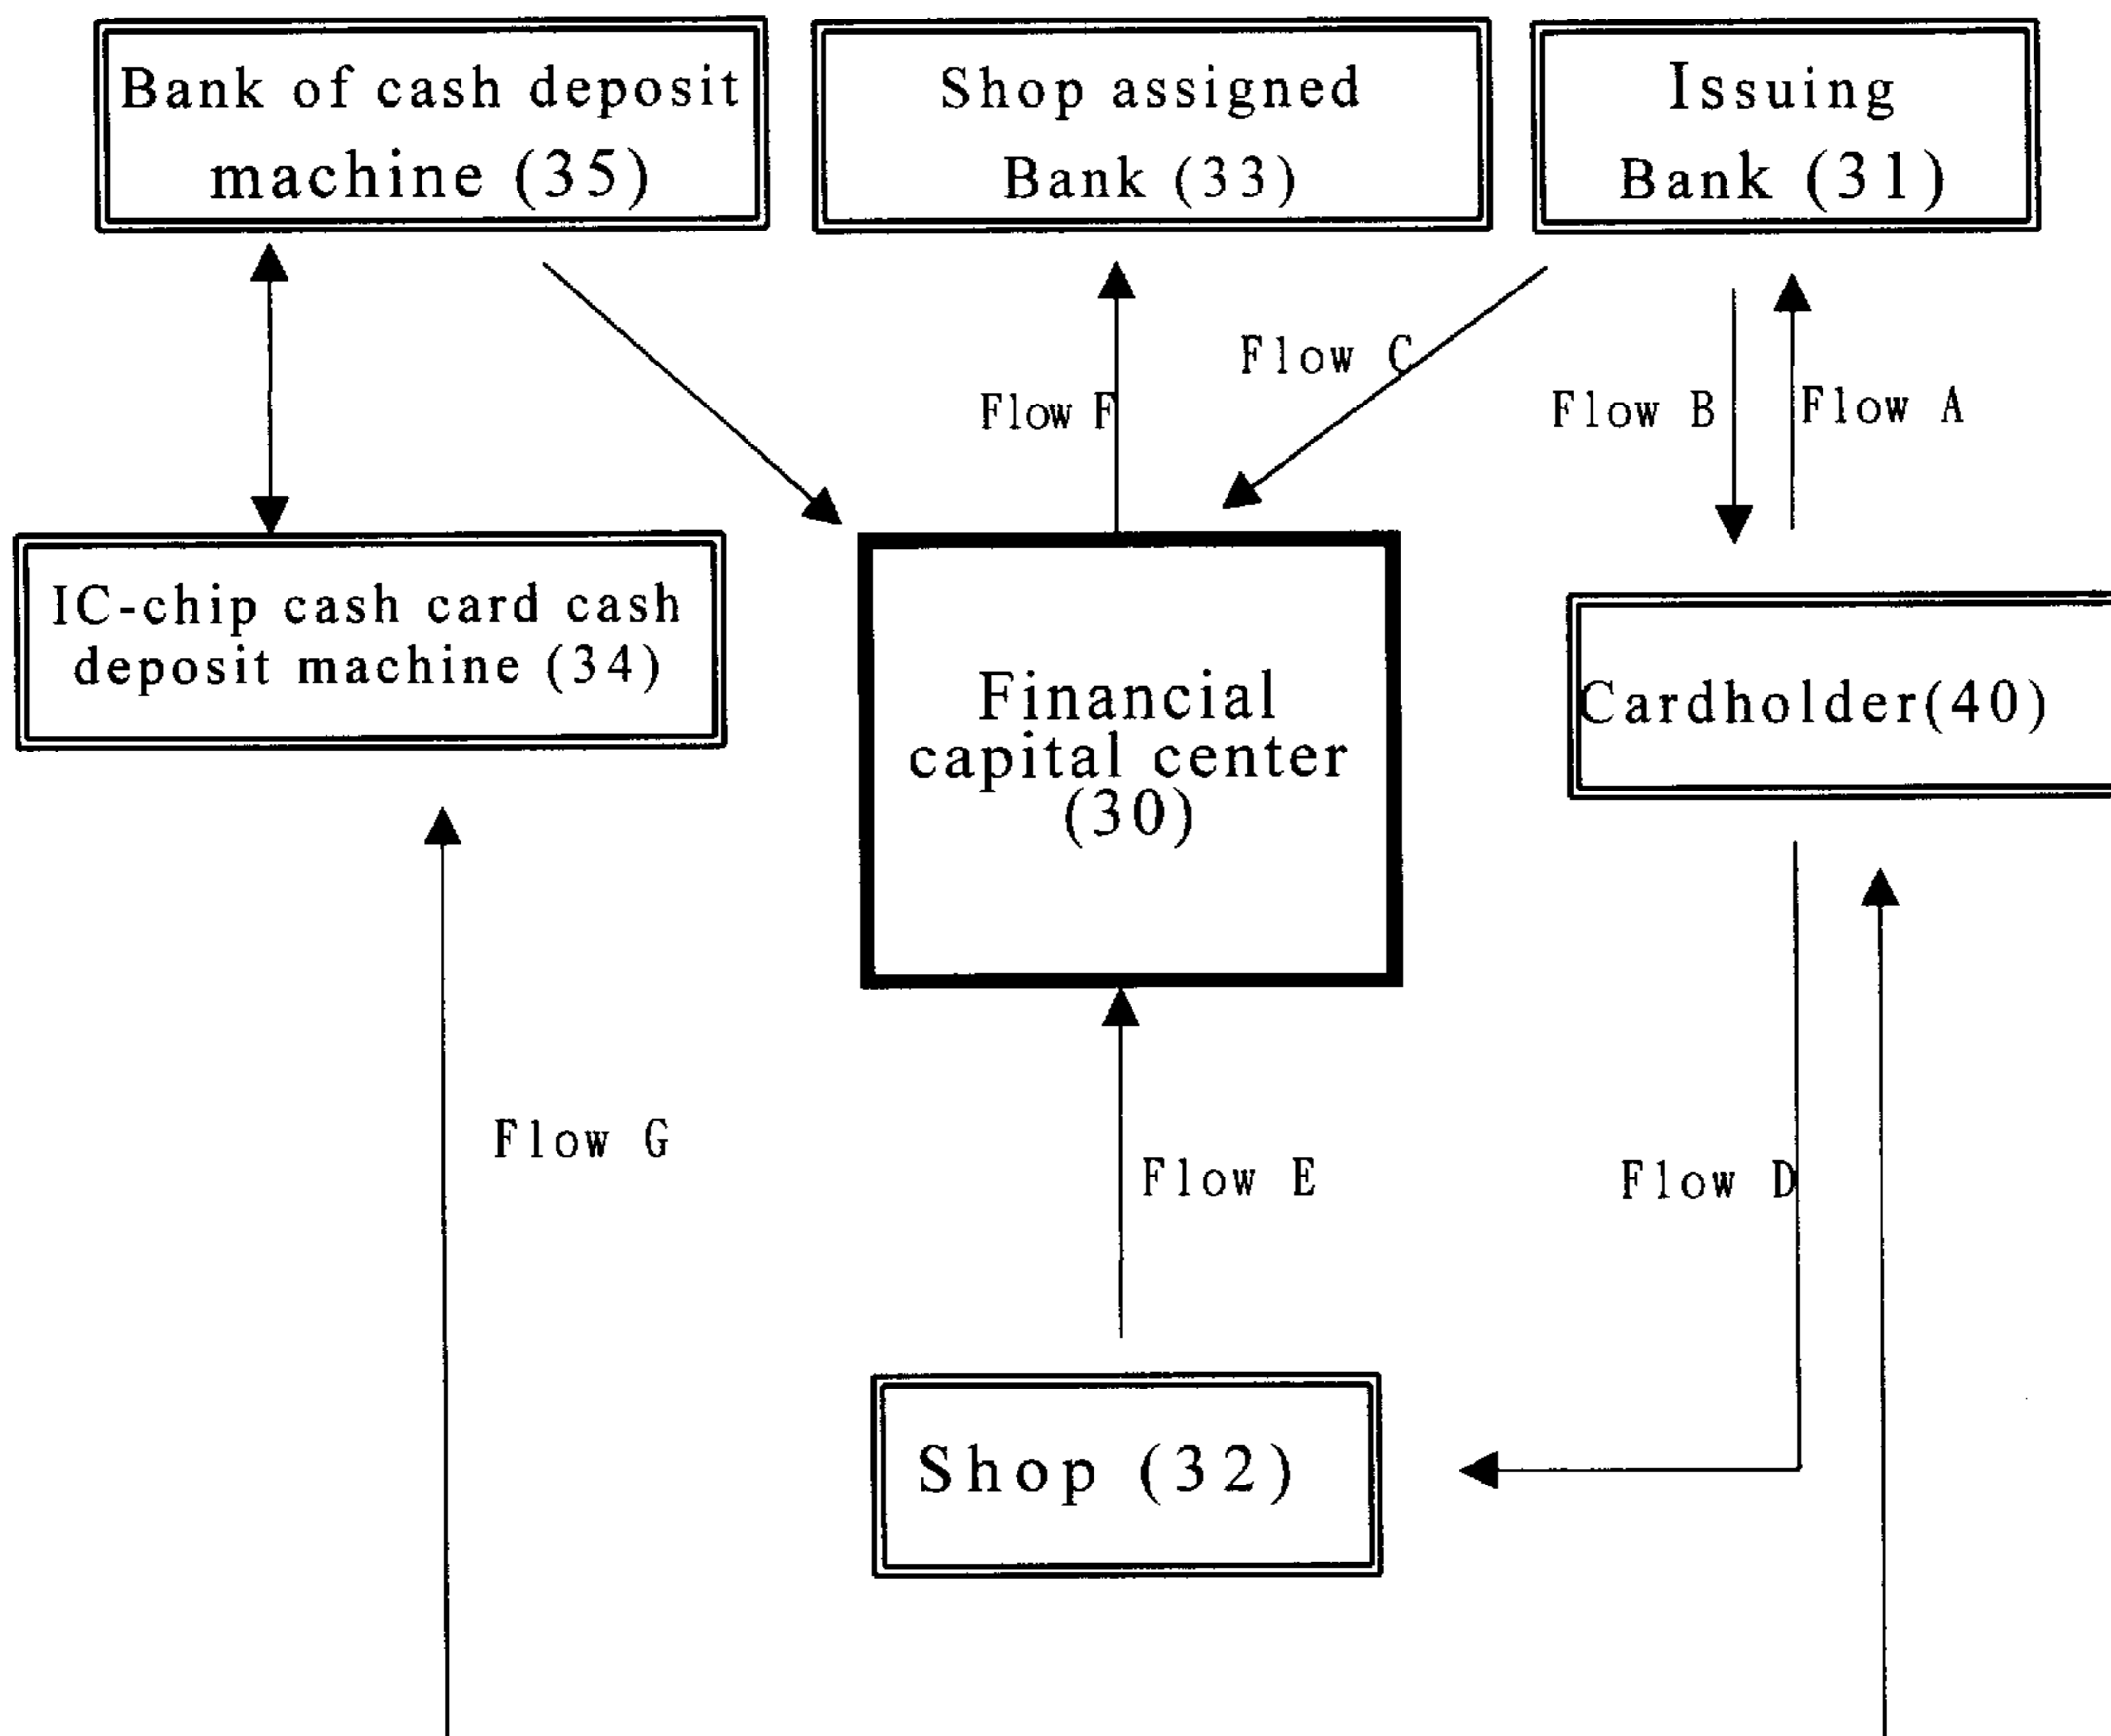 Bank of cash deposit
machine (35)
Shop assigned
Bank (33)
Issuing
Bank (31)
Flow C
Flow F
Flow B
Flow A
IC-chip cash card cash
deposit machine (34)
Financial
capital center
(30)
Cardholder(40)
Flow G
Flow E
Flow D
Shop (32)